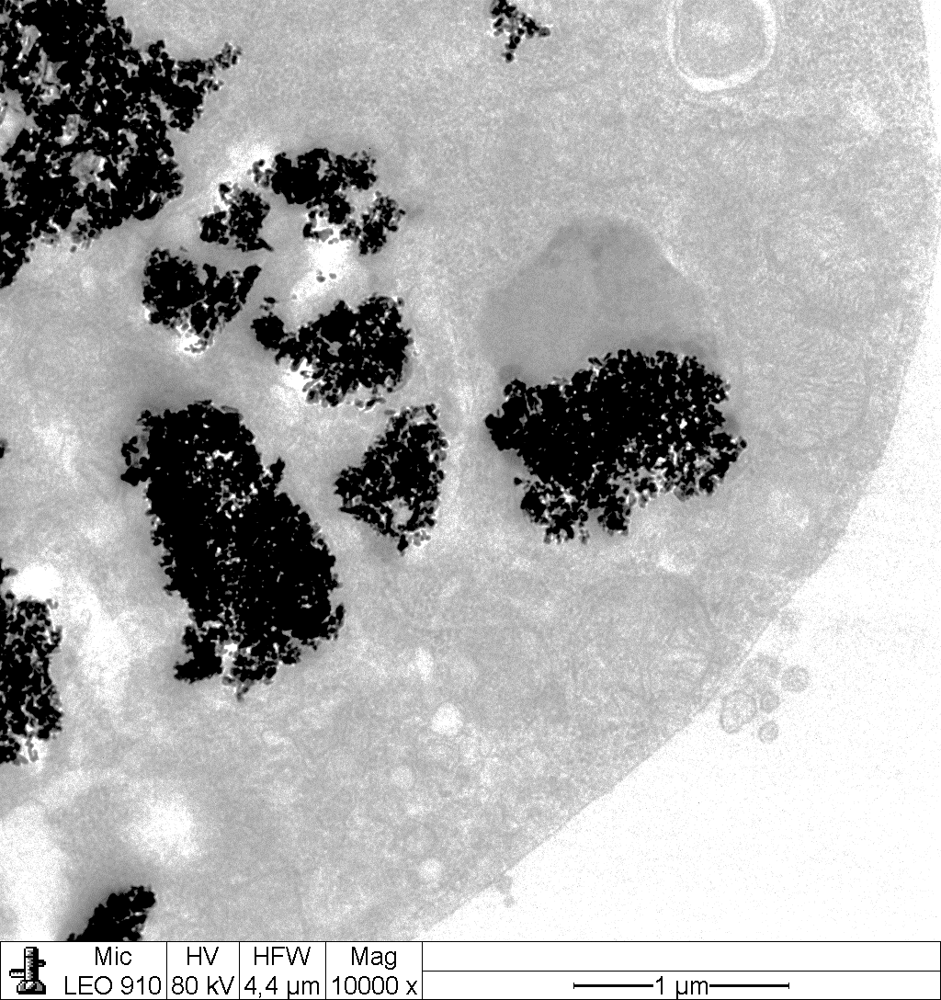 Mic HV HFW Mag
LEO 910 80 kV 4,4 µm 10000 x
1 µm